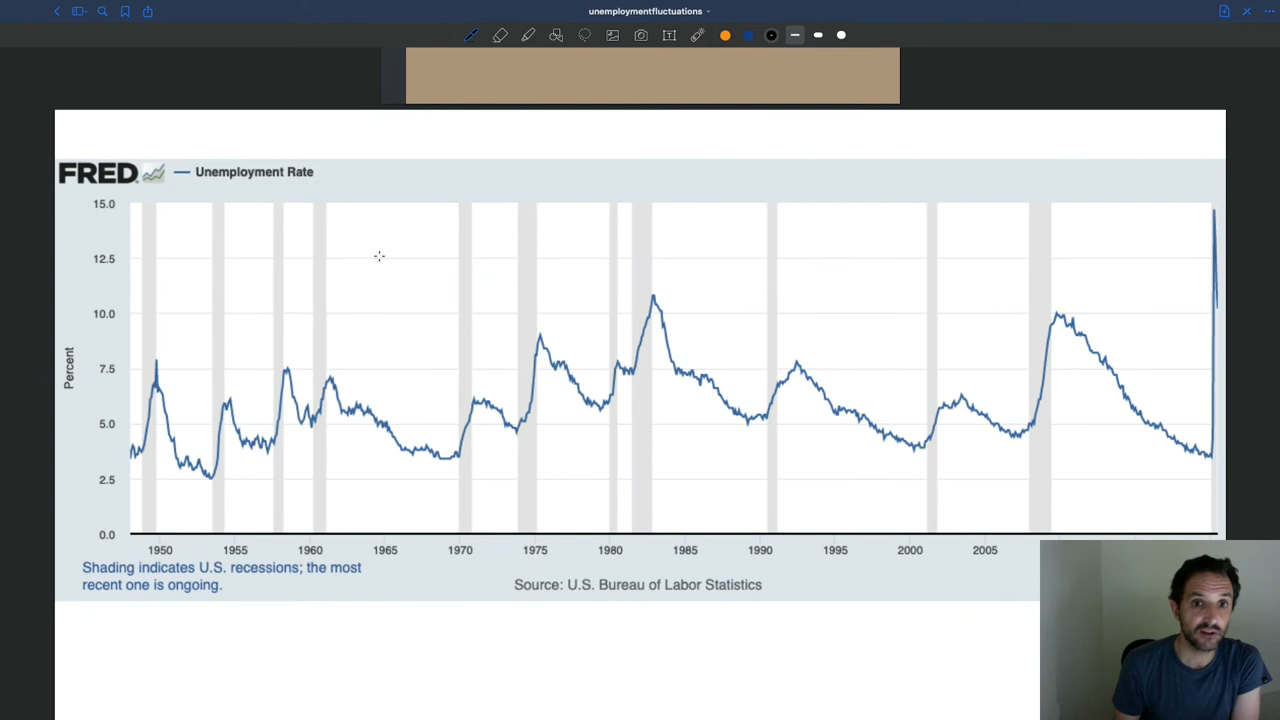 unemploymentfluctuations
T
FRED
Unemployment Rate
15.0
12.5
10.0
7.5
5.0
2.5
0.0
Percent
1950 1955 1960 1965 1970 1975 1980 1985 1990 1995 2000 2005
Shading indicates U.S. recessions; the most
recent one is ongoing.
Source: U.S. Bureau of Labor Statistics